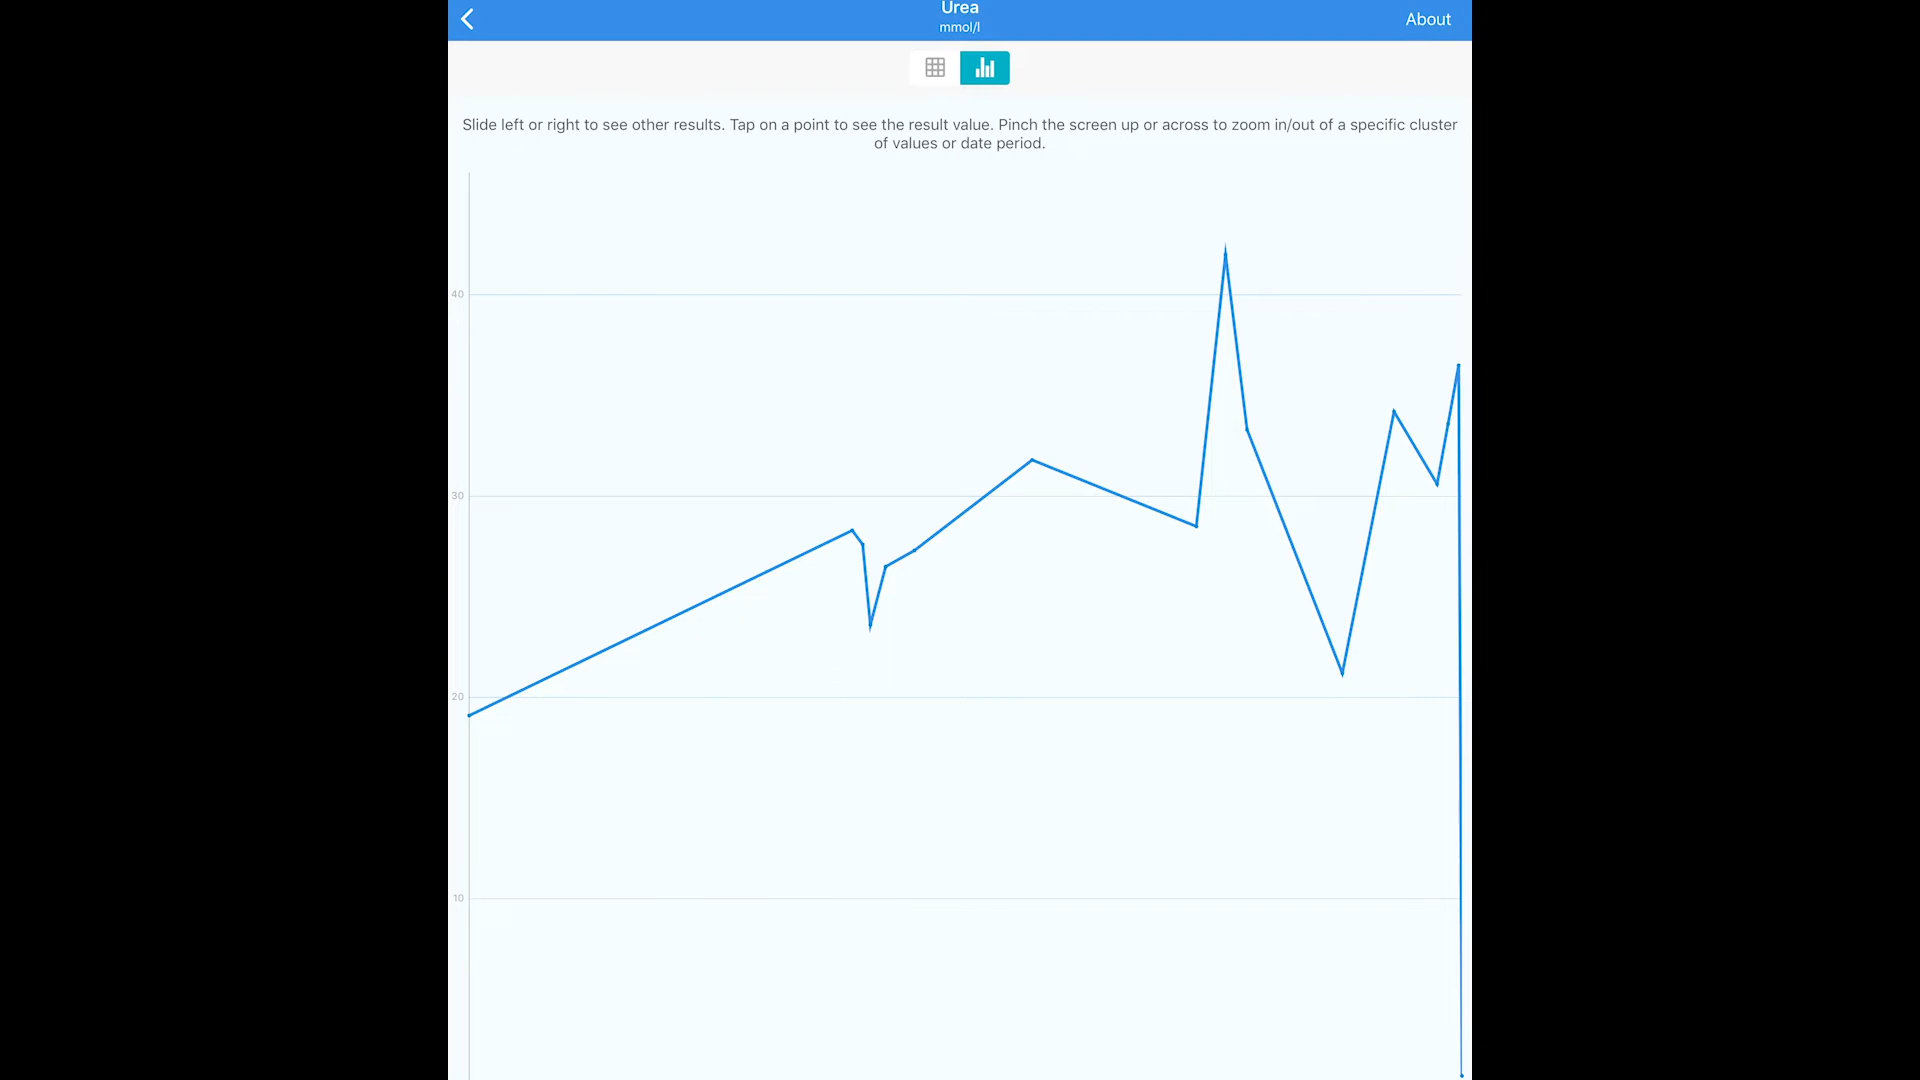 Urea
mmol/l
About
Slide left or right to see other results. Tap on a point to see the result value. Pinch the screen up or across to zoom in/out of a specific cluster
of values or date period.
40
30
20
10